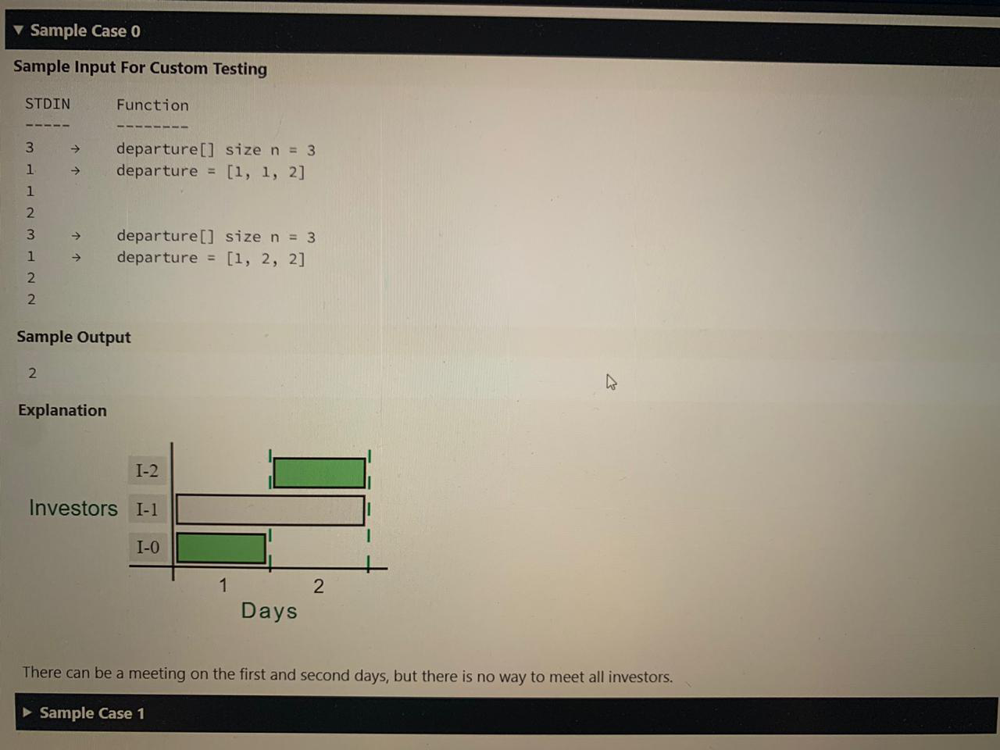 ▼ Sample Case 0
Sample Input For Custom Testing
STDIN Function
----- --------
3 → departure[] size n = 3
1 → departure = [1, 1, 2]
1
2
3 → departure[] size n = 3
1 → departure = [1, 2, 2]
2
2
Sample Output
2
Explanation
I-2
Investors I-1
I-0
1 2
Days
There can be a meeting on the first and second days, but there is no way to meet all investors.
► Sample Case 1